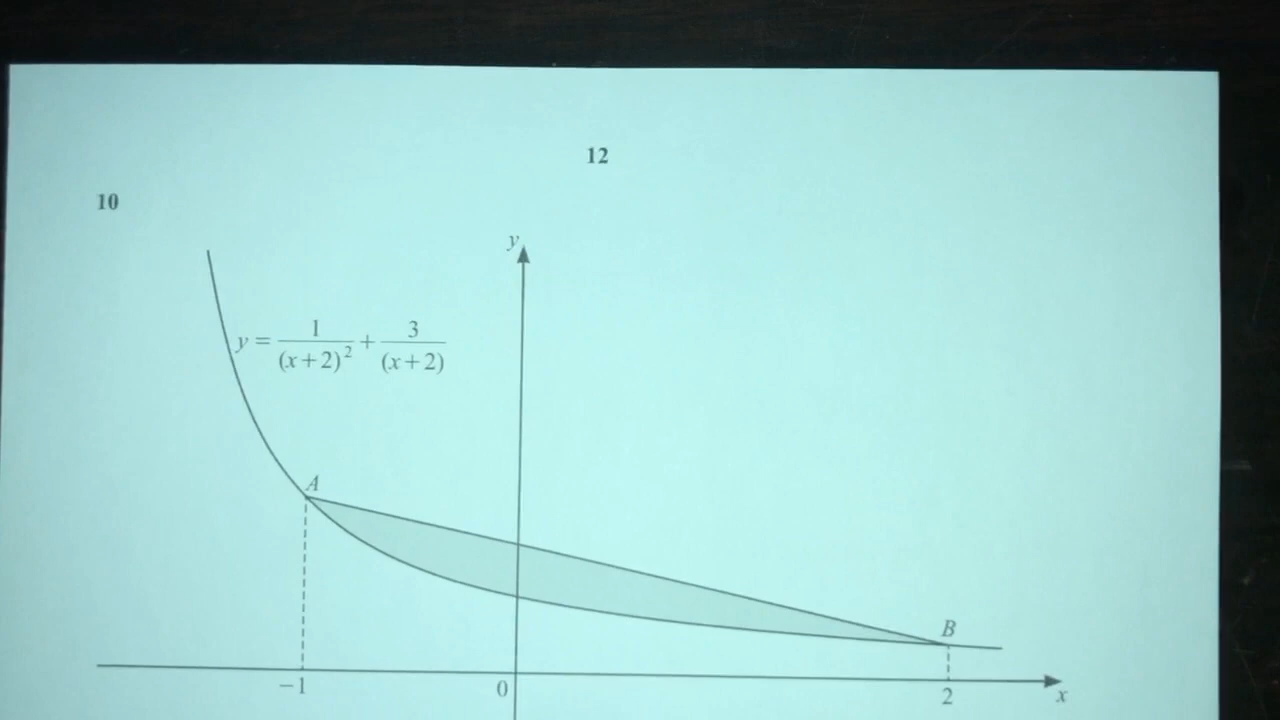 12
10
y
y = 1/(x+2)² + 3/(x+2)
A
B
−1
0
2
x